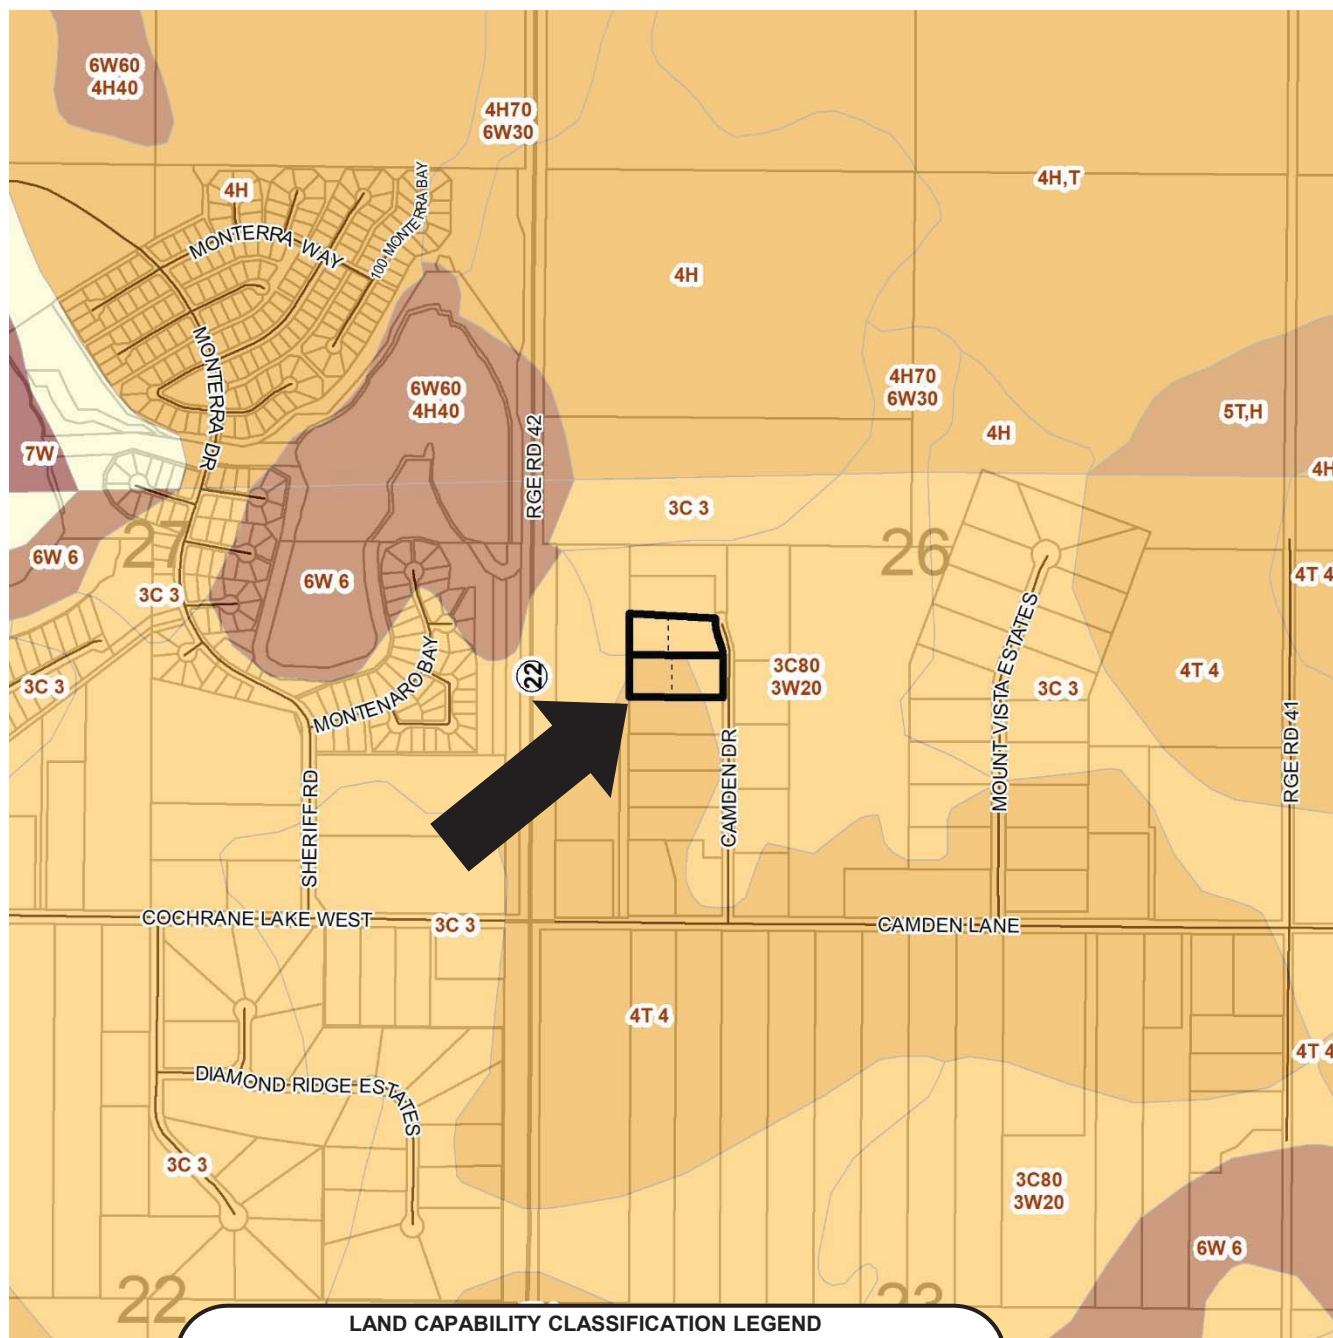 6W60
4H40
4H70
6W30
4H
4H,T
MONTERRA WAY
100-MONTERRA BAY
4H
MONTERRA DR
6W60
4H40
4H70
6W30
5T,H
4H
4H
7W
RGE RD 42
3C 3
27
26
6W 6
3C 3
6W 6
4T 4
MONTENARO BAY
22
3C80
3W20
MOUNT VISTA ESTATES
3C 3
4T 4
3C 3
SHERIFF RD
CAMDEN DR
RGE RD 41
COCHRANE LAKE WEST
3C 3
CAMDEN LANE
4T 4
4T 4
DIAMOND RIDGE ESTATES
3C 3
3C80
3W20
6W 6
22
23
LAND CAPABILITY CLASSIFICATION LEGEND